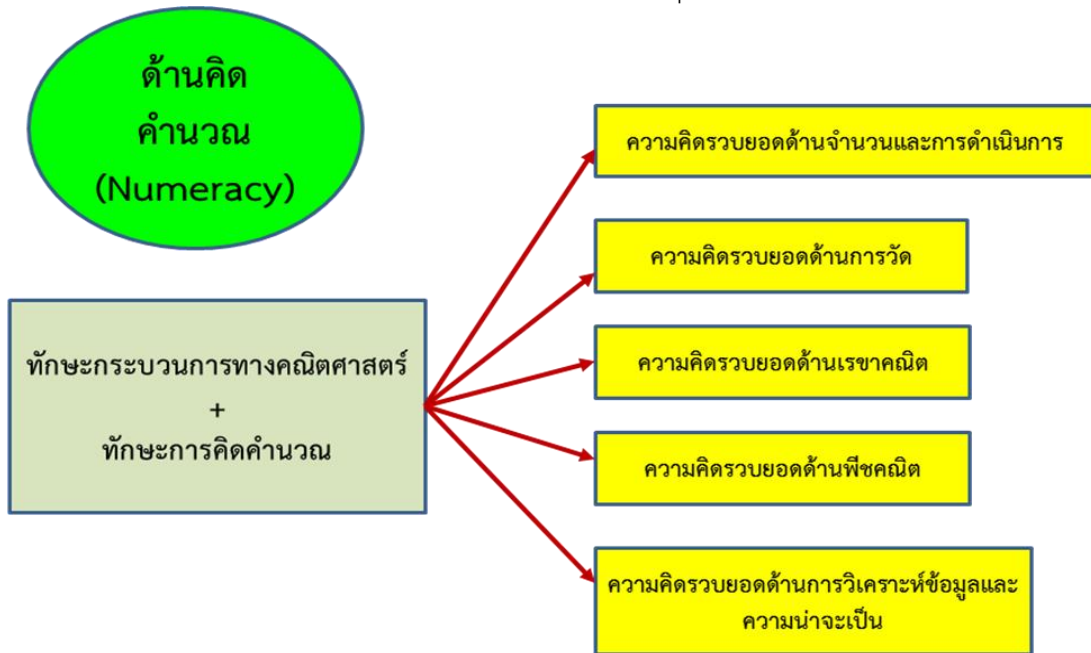 ด้านคิด
คำนวณ
(Numeracy)
ทักษะกระบวนการทางคณิตศาสตร์
+
ทักษะการคิดคำนวณ
ความคิดรวบยอดด้านจำนวนและการดำเนินการ
ความคิดรวบยอดด้านการวัด
ความคิดรวบยอดด้านเรขาคณิต
ความคิดรวบยอดด้านพีชคณิต
ความคิดรวบยอดด้านการวิเคราะห์ข้อมูลและ
ความน่าจะเป็น